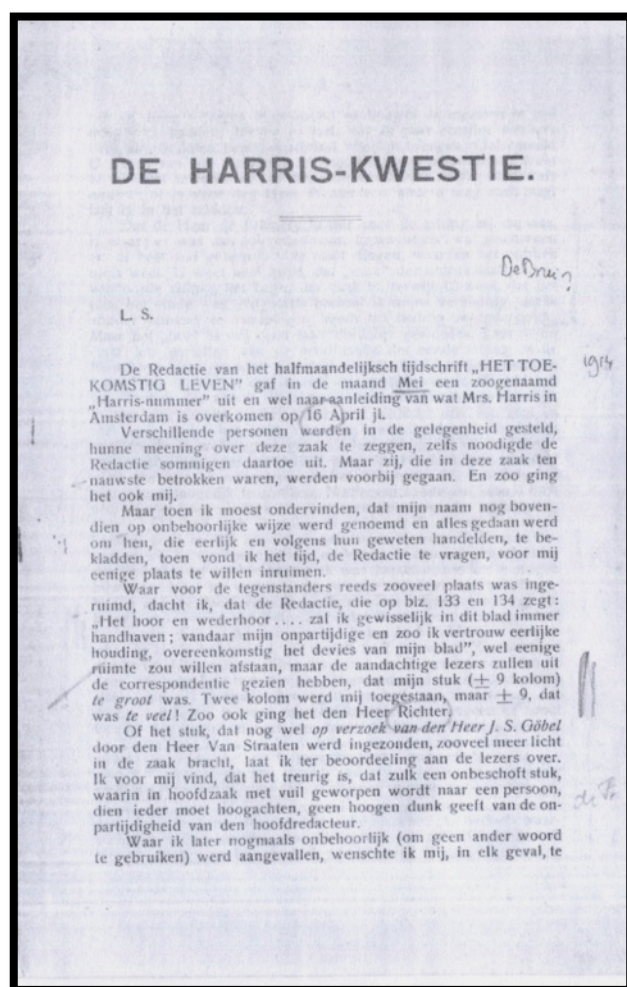 DE HARRIS-KWESTIE.
De Bruin
L. S.
De Redactie van het halfmaandelijksch tijdschrift „HET TOE-
KOMSTIG LEVEN" gaf in de maand Mei een zoogenaamd
„Harris-nummer" uit en wel naar aanleiding van wat Mrs. Harris in
Amsterdam is overkomen op 16 April jl.
1914
Verschillende personen werden in de gelegenheid gesteld,
hunne meening over deze zaak te zeggen, zelfs noodigde de
Redactie sommigen daartoe uit. Maar zij, die in deze zaak ten
nauwste betrokken waren, werden voorbij gegaan. En zoo ging
het ook mij.
Maar toen ik moest ondervinden, dat mijn naam nog boven-
dien op onbehoorlijke wijze werd genoemd en alles gedaan werd
om hen, die eerlijk en volgens hun geweten handelden, te be-
kladden, toen vond ik het tijd, de Redactie te vragen, voor mij
eenige plaats te willen inruimen.
Waar voor de tegenstanders reeds zooveel plaats was inge-
ruimd, dacht ik, dat de Redactie, die op blz. 133 en 134 zegt:
„Het hoor en wederhoor .... zal ik gewisselijk in dit blad immer
handhaven; vandaar mijn onpartijdige en zoo ik vertrouw eerlijke
houding, overeenkomstig het devies van mijn blad", wel eenige
ruimte zou willen afstaan, maar de aandachtige lezers zullen uit
de correspondentie gezien hebben, dat mijn stuk (± 9 kolom)
te groot was. Twee kolom werd mij toegestaan, maar ± 9, dat
was te veel! Zoo ook ging het den Heer Richter.
Of het stuk, dat nog wel op verzoek van den Heer J. S. Göbel
door den Heer Van Straaten werd ingezonden, zooveel meer licht
in de zaak bracht, laat ik ter beoordeeling aan de lezers over.
Ik voor mij vind, dat het treurig is, dat zulk een onbeschoft stuk,
waarin in hoofdzaak met vuil geworpen wordt naar een persoon,
dien ieder moet hoogachten, geen hoogen dunk geeft van de on-
partijdigheid van den hoofdredacteur.
Waar ik later nogmaals onbehoorlijk (om geen ander woord
te gebruiken) werd aangevallen, wenschte ik mij, in elk geval, te